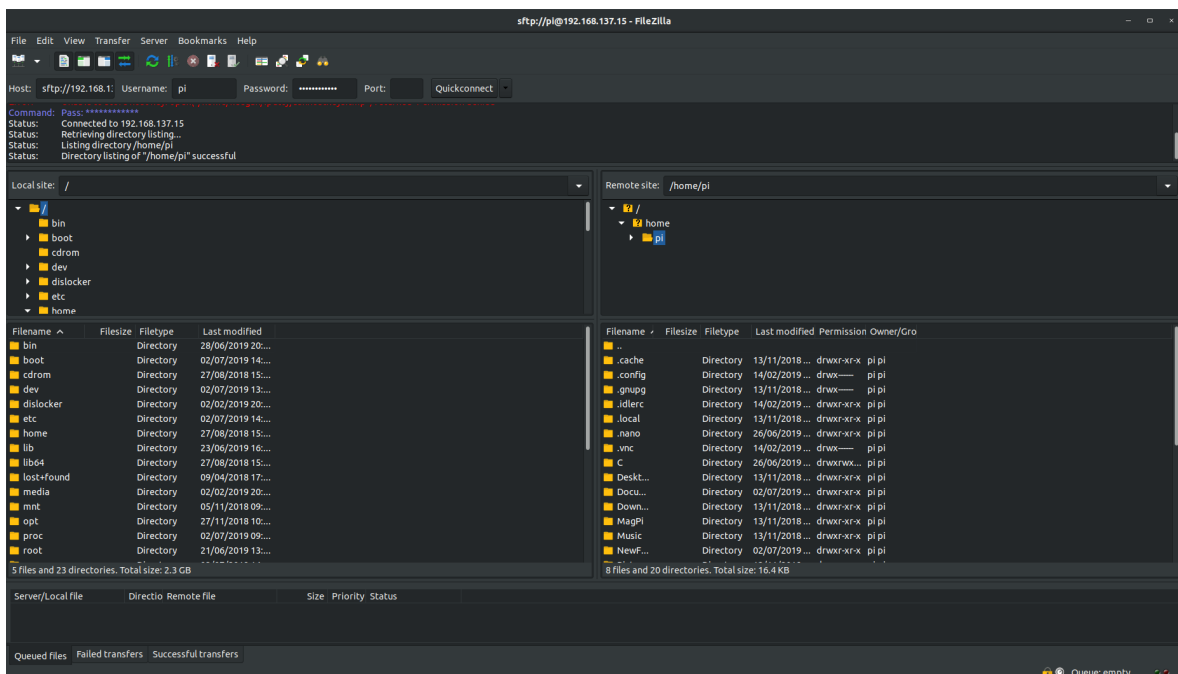 sftp://pi@192.168.137.15 - FileZilla
File Edit View Transfer Server Bookmarks Help
Host: sftp://192.168.1: Username: pi Password: •••••••••••• Port: Quickconnect
Command: Pass: ************
Status: Connected to 192.168.137.15
Status: Retrieving directory listing...
Status: Listing directory /home/pi
Status: Directory listing of "/home/pi" successful
Local site: /
/
bin
boot
cdrom
dev
dislocker
etc
home
Filename Filesize Filetype Last modified
bin Directory 28/06/2019 20:...
boot Directory 02/07/2019 14:...
cdrom Directory 27/08/2018 15:...
dev Directory 02/07/2019 13:...
dislocker Directory 02/02/2019 20:...
etc Directory 02/07/2019 14:...
home Directory 27/08/2018 15:...
lib Directory 23/06/2019 16:...
lib64 Directory 27/08/2018 15:...
lost+found Directory 09/04/2018 17:...
media Directory 02/02/2019 20:...
mnt Directory 05/11/2018 09:...
opt Directory 27/11/2018 10:...
proc Directory 02/07/2019 09:...
root Directory 21/06/2019 13:...
5 files and 23 directories. Total size: 2.3 GB
Remote site: /home/pi
/
home
pi
Filename Filesize Filetype Last modified Permission Owner/Gro
..
.cache Directory 13/11/2018 ... drwxr-xr-x pi pi
.config Directory 14/02/2019 ... drwx------ pi pi
.gnupg Directory 13/11/2018 ... drwx------ pi pi
.idlerc Directory 14/02/2019 ... drwxr-xr-x pi pi
.local Directory 13/11/2018 ... drwxr-xr-x pi pi
.nano Directory 26/06/2019 ... drwxr-xr-x pi pi
.vnc Directory 14/02/2019 ... drwx------ pi pi
C Directory 26/06/2019 ... drwxrwx... pi pi
Deskt... Directory 13/11/2018 ... drwxr-xr-x pi pi
Docu... Directory 02/07/2019 ... drwxr-xr-x pi pi
Down... Directory 13/11/2018 ... drwxr-xr-x pi pi
MagPi Directory 13/11/2018 ... drwxr-xr-x pi pi
Music Directory 13/11/2018 ... drwxr-xr-x pi pi
NewF... Directory 02/07/2019 ... drwxr-xr-x pi pi
8 files and 20 directories. Total size: 16.4 KB
Server/Local file Directio Remote file Size Priority Status
Queued files Failed transfers Successful transfers
Queue: empty